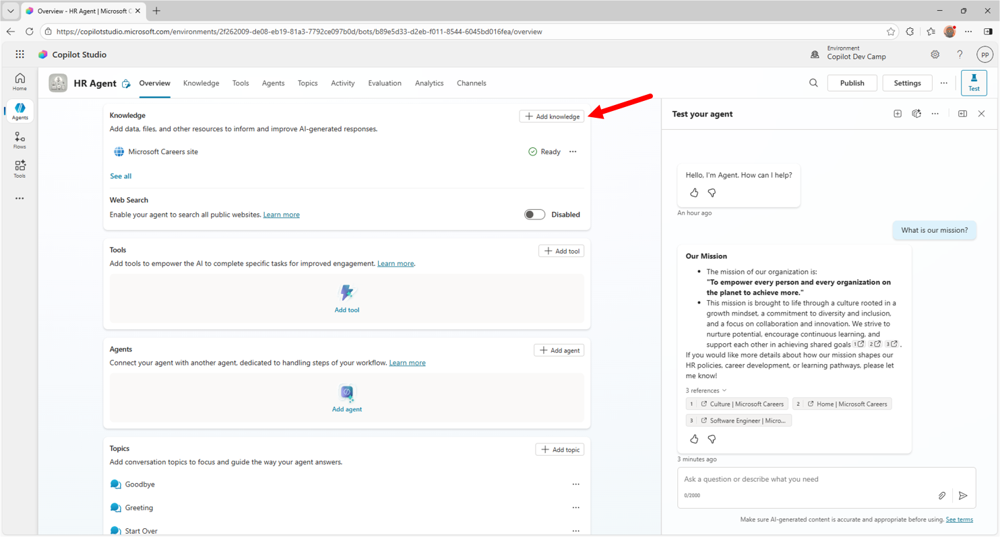 Overview - HR Agent | Microsoft C
https://copilotstudio.microsoft.com/environments/2f262009-de08-eb19-81a3-7792ce097b0d/bots/b89e5d33-d2eb-f011-8544-6045bd016fea/overview
Copilot Studio
Environment
Copilot Dev Camp
PP
Home
Agents
Flows
Tools
HR Agent
Overview
Knowledge
Tools
Agents
Topics
Activity
Evaluation
Analytics
Channels
Publish
Settings
Test
Knowledge
Add knowledge
Add data, files, and other resources to inform and improve AI-generated responses.
Microsoft Careers site
Ready
See all
Web Search
Enable your agent to search all public websites. Learn more
Disabled
Tools
Add tool
Add tools to empower the AI to complete specific tasks for improved engagement. Learn more.
Add tool
Agents
Add agent
Connect your agent with another agent, dedicated to handling steps of your workflow. Learn more
Add agent
Topics
Add topic
Add conversation topics to focus and guide the way your agent answers.
Goodbye
Greeting
Start Over
Test your agent
Hello, I'm Agent. How can I help?
An hour ago
What is our mission?
Our Mission
The mission of our organization is:
"To empower every person and every organization on
the planet to achieve more."
This mission is brought to life through a culture rooted in a
growth mindset, a commitment to diversity and inclusion,
and a focus on collaboration and innovation. We strive to
nurture potential, encourage continuous learning, and
support each other in achieving shared goals 1 2 3 .
If you would like more details about how our mission shapes our
HR policies, career development, or learning pathways, please let
me know!
3 references
1 Culture | Microsoft Careers
2 Home | Microsoft Careers
3 Software Engineer | Micro...
3 minutes ago
Ask a question or describe what you need
0/2000
Make sure AI-generated content is accurate and appropriate before using. See terms